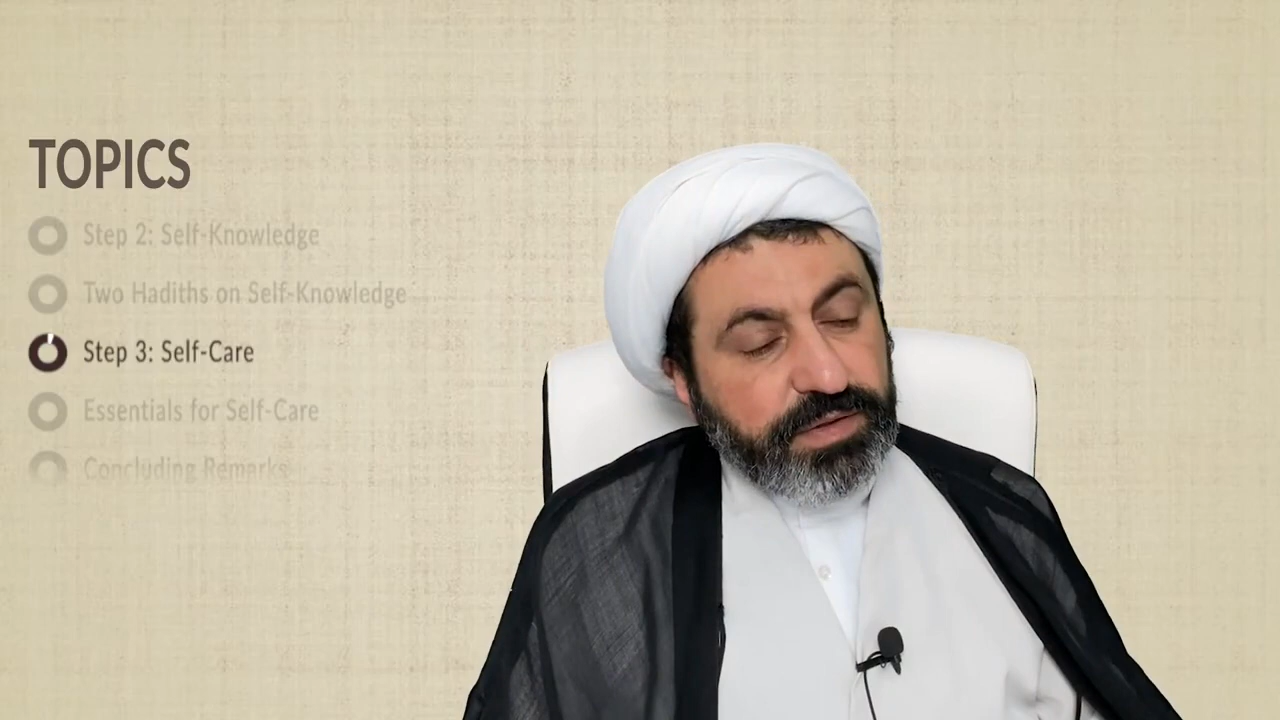 TOPICS
Step 2: Self-Knowledge
Two Hadiths on Self-Knowledge
Step 3: Self-Care
Essentials for Self-Care
Concluding Remarks